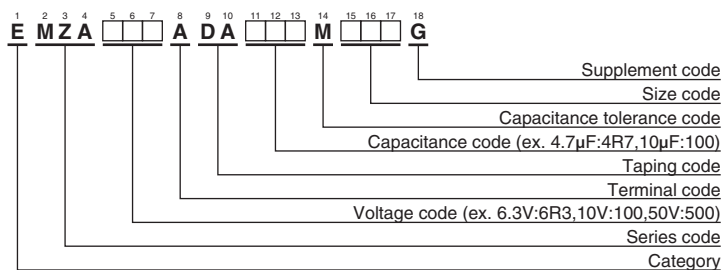 1 2 3 4 5 6 7 8 9 10 11 12 13 14 15 16 17 18
E M Z A A D A M G
Supplement code
Size code
Capacitance tolerance code
Capacitance code (ex. 4.7μF:4R7,10μF:100)
Taping code
Terminal code
Voltage code (ex. 6.3V:6R3,10V:100,50V:500)
Series code
Category